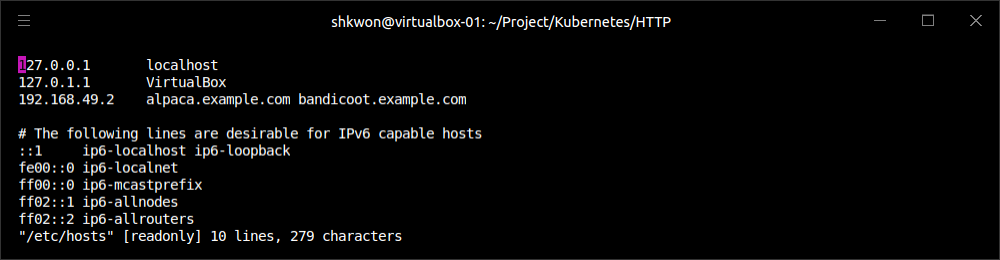 shkwon@virtualbox-01: ~/Project/Kubernetes/HTTP
127.0.0.1       localhost
127.0.1.1       VirtualBox
192.168.49.2    alpaca.example.com bandicoot.example.com
# The following lines are desirable for IPv6 capable hosts
::1     ip6-localhost ip6-loopback
fe00::0 ip6-localnet
ff00::0 ip6-mcastprefix
ff02::1 ip6-allnodes
ff02::2 ip6-allrouters
"/etc/hosts" [readonly] 10 lines, 279 characters